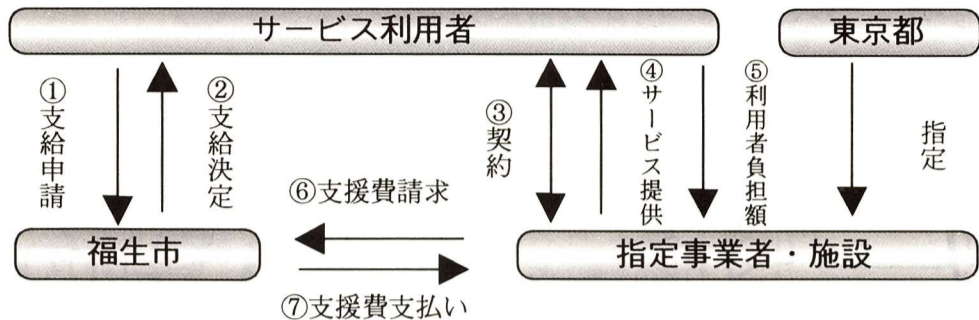 サービス利用者
東京都
①支給申請
②支給決定
③契約
④サービス提供
⑤利用者負担額
指定
⑥支援費請求
福生市
指定事業者・施設
⑦支援費支払い